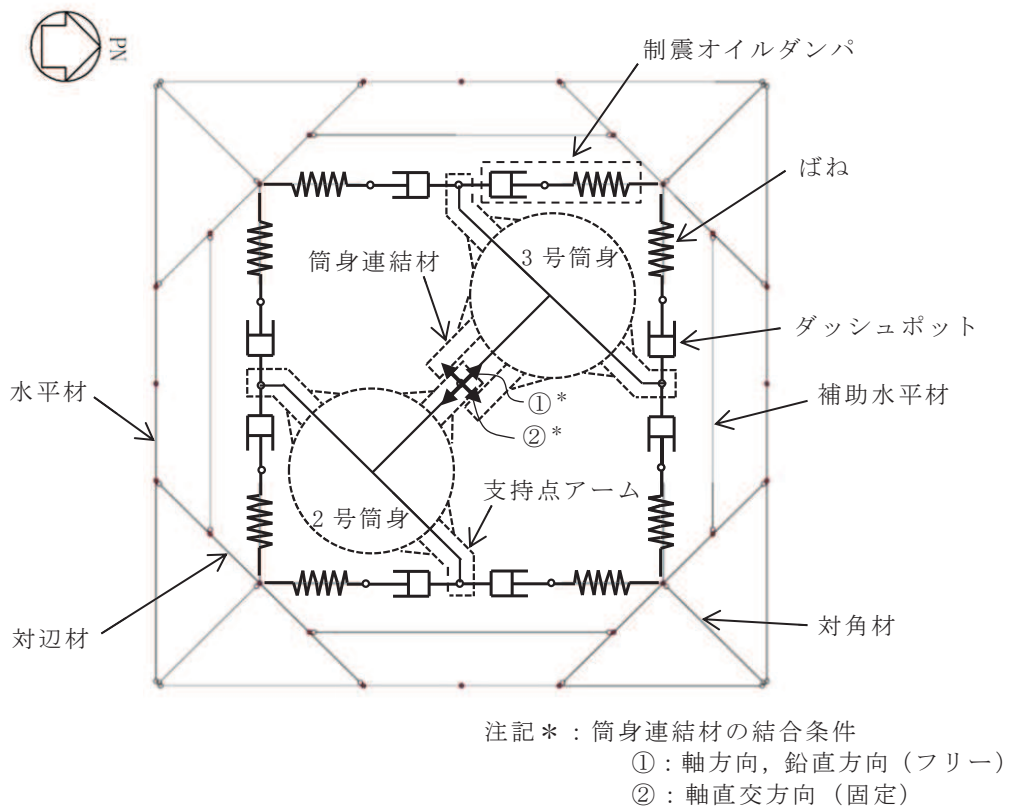 PN
制震オイルダンパ
ばね
3号筒身
筒身連結材
ダッシュポット
水平材
①*
補助水平材
②*
支持点アーム
2号筒身
対辺材
対角材
注記*:筒身連結材の結合条件
①:軸方向,鉛直方向(フリー)
②:軸直交方向(固定)